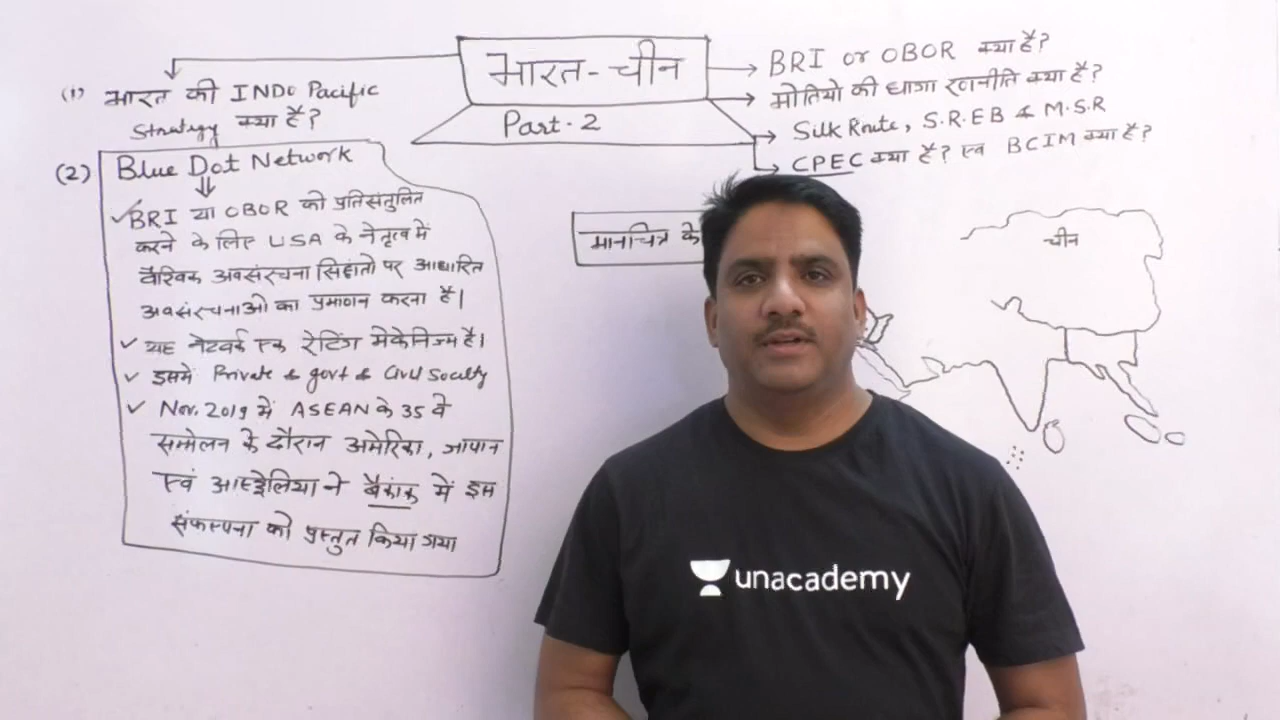 भारत-चीन
Part-2
(1) भारत की INDO Pacific
Strategy क्या है?
BRI or OBOR क्या है?
मोतियो की धागा रणनीति क्या है?
Silk Route, S.R.EB & M.S.R
CPEC क्या है? एवं BCIM क्या है?
(2) Blue Dot Network
BRI या OBOR को प्रतिसंतुलित
करने के लिए USA के नेतृत्व में
वैश्विक अवसंरचना सिद्दांतो पर आधारित
अवसंरचनाओ का प्रमाणन करना है।
यह नेटवर्क एक रेटिंग मेकेनिज्म है।
इसमें Private & govt & Civil Society
Nov. 2019 में ASEAN के 35 वे
सम्मेलन के दौरान अमेरिका, जापान
एवं आस्ट्रेलिया ने बैकांक में इस
संकल्पना को प्रस्तुत किया गया
मानचित्र के
चीन
unacademy